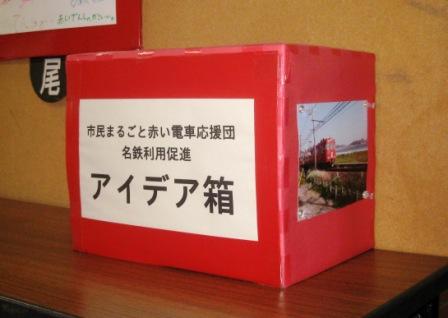 尾
市民まるごと赤い電車応援団
名鉄利用促進
アイデア箱